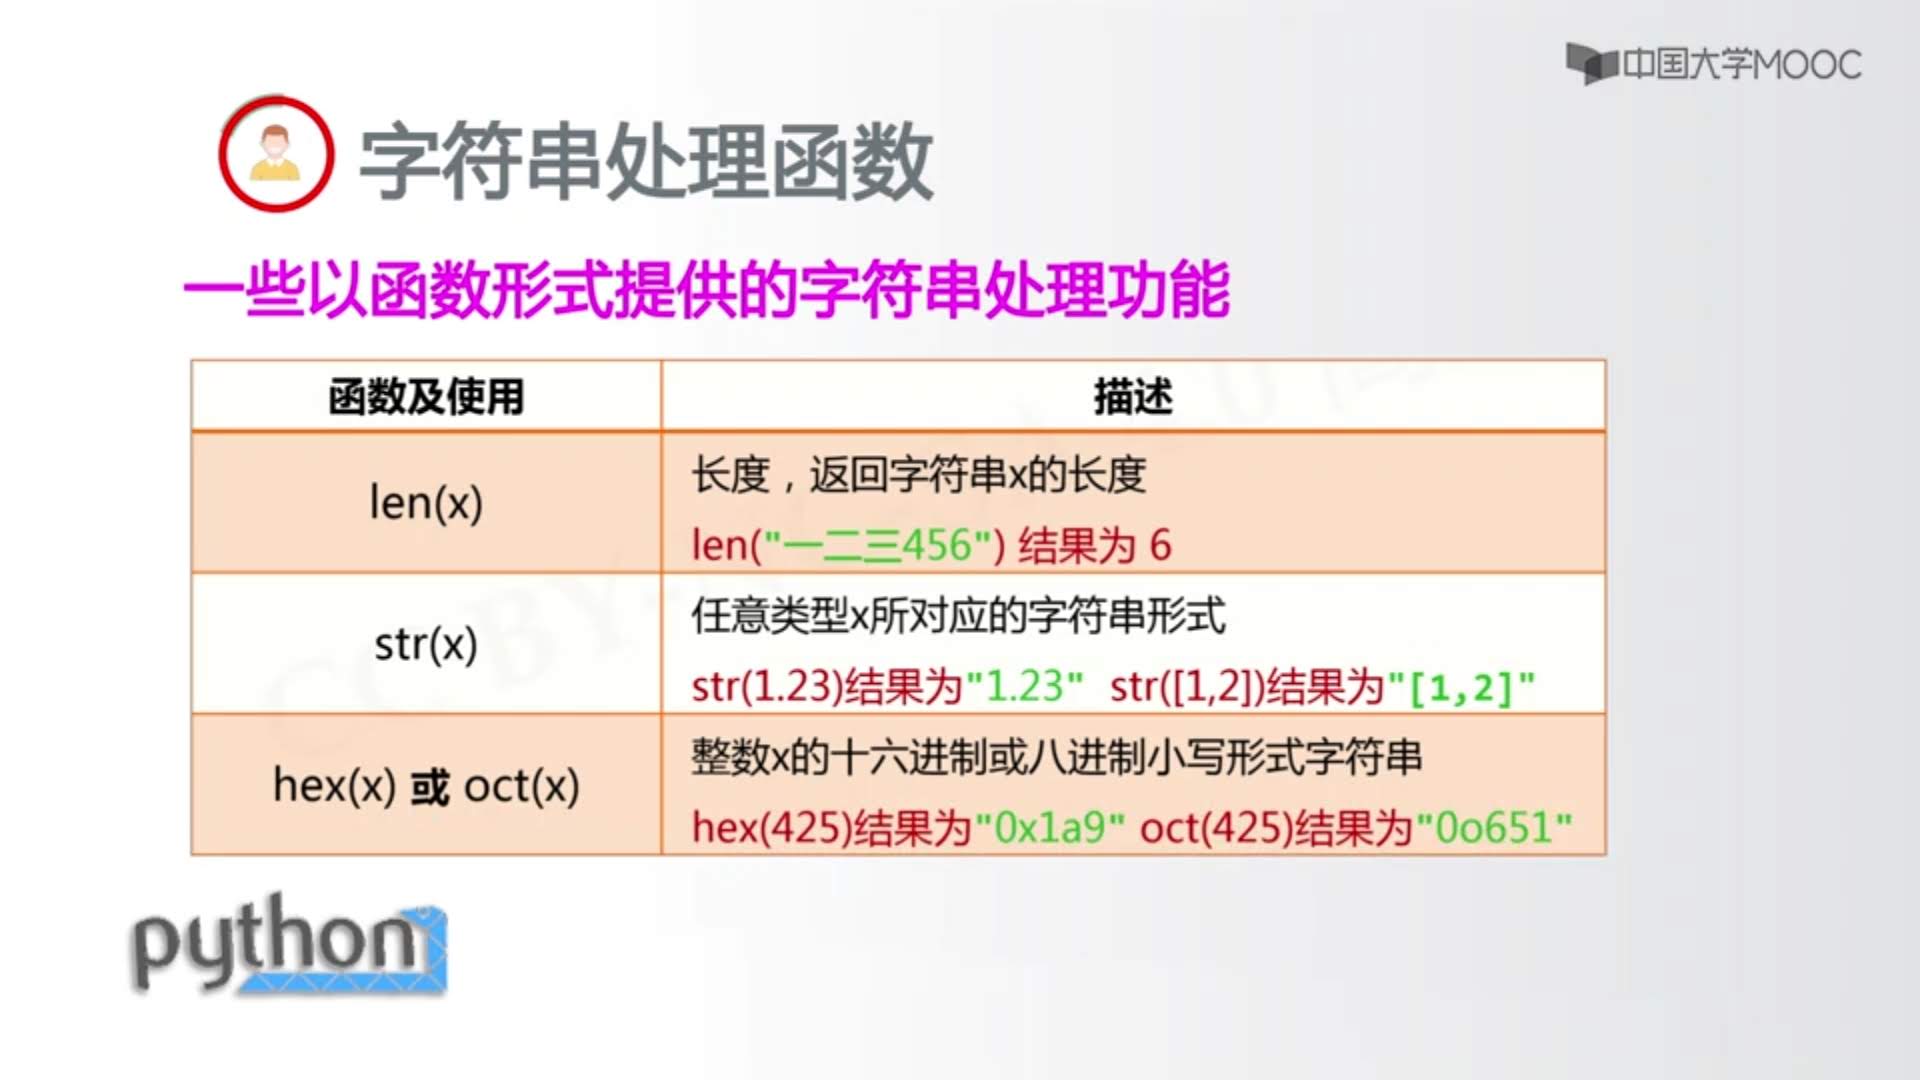 中国大学MOOC
字符串处理函数
一些以函数形式提供的字符串处理功能
函数及使用 描述
len(x)
长度，返回字符串x的长度
len("一二三456") 结果为 6
str(x)
任意类型x所对应的字符串形式
str(1.23)结果为"1.23" str([1,2])结果为"[1,2]"
hex(x) 或 oct(x)
整数x的十六进制或八进制小写形式字符串
hex(425)结果为"0x1a9" oct(425)结果为"0o651"
python
CC BY